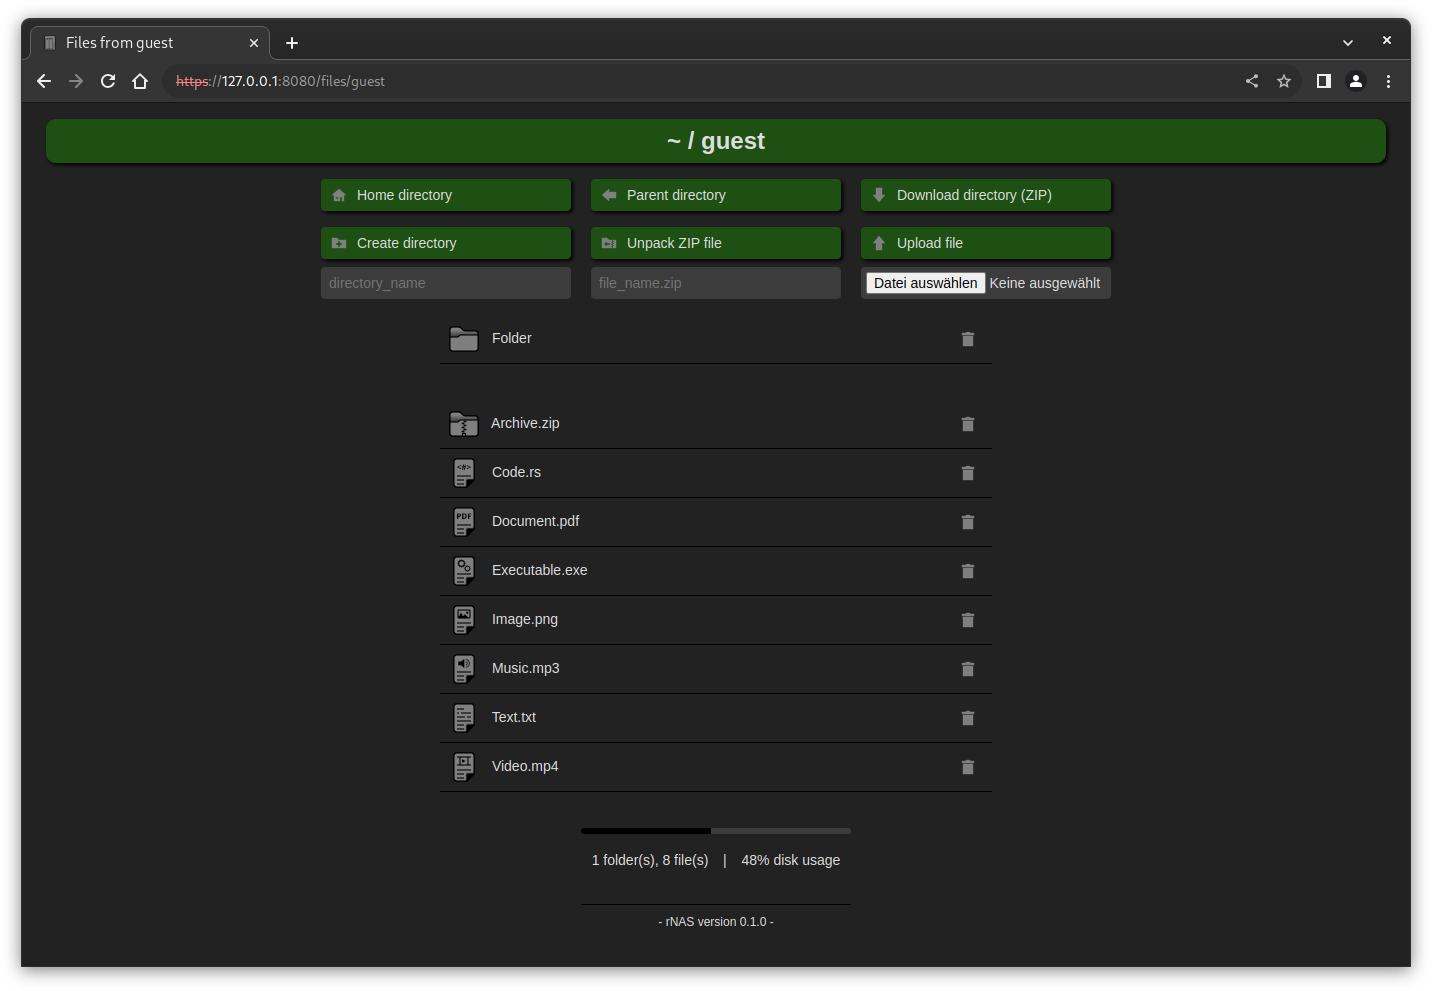 Files from guest
https://127.0.0.1:8080/files/guest
~ / guest
Home directory
Parent directory
Download directory (ZIP)
Create directory
Unpack ZIP file
Upload file
directory_name
file_name.zip
Datei auswählen Keine ausgewählt
Folder
Archive.zip
<#>
Code.rs
PDF
Document.pdf
Executable.exe
Image.png
Music.mp3
Text.txt
Video.mp4
1 folder(s), 8 file(s) | 48% disk usage
- rNAS version 0.1.0 -